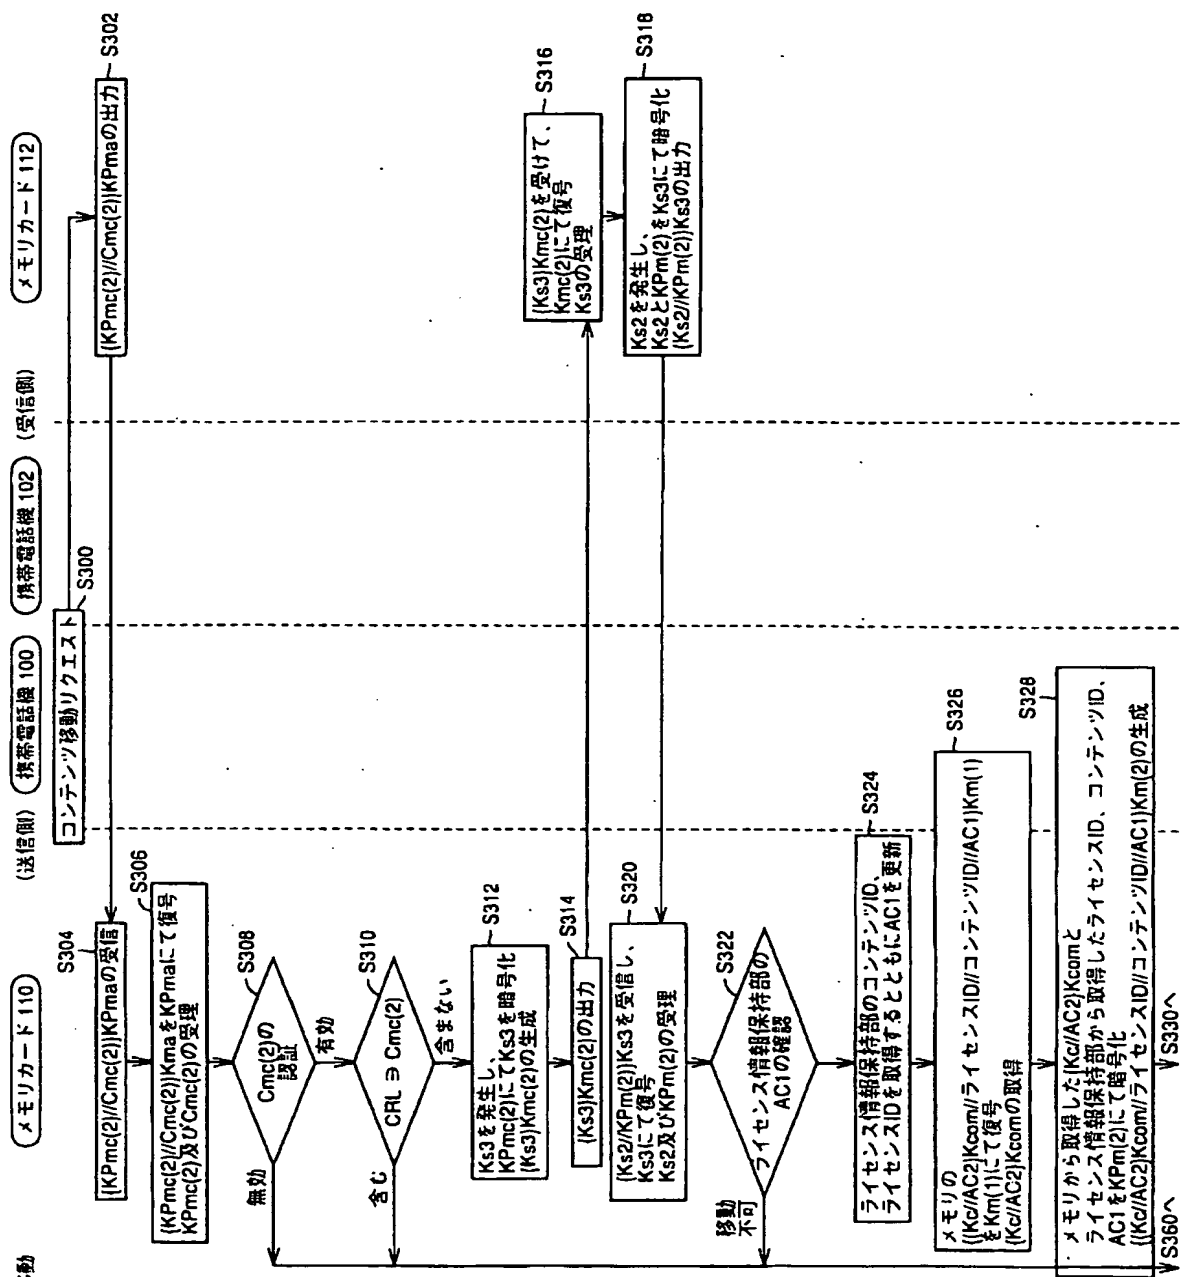 移動
メモリカード 110
(送信側)
携帯電話機 100
携帯電話機 102
(受信側)
メモリカード 112
コンテンツ移動リクエスト
S300
{KPmc(2)//Cmc(2)}KPmaの出力
S302
S304
{KPmc(2)//Cmc(2)}KPmaの受信
S306
{KPmc(2)//Cmc(2)}KmaをKPmaにて復号
KPmc(2)及びCmc(2)の受理
S308
Cmc(2)の
認証
無効
有効
S310
CRL ∋ Cmc(2)
含む
含まない
S312
Ks3を発生し、
KPmc(2)にてKs3を暗号化
{Ks3}Kmc(2)の生成
S314
{Ks3}Kmc(2)の出力
S316
{Ks3}Kmc(2)を受けて、
Kmc(2)にて復号
Ks3の受理
S318
Ks2を発生し、
Ks2とKPm(2)をKs3にて暗号化
{Ks2//KPm(2)}Ks3の出力
S320
{Ks2//KPm(2)}Ks3を受信し、
Ks3にて復号
Ks2及びKPm(2)の受理
S322
ライセンス情報保持部の
AC1の確認
移動
不可
S324
ライセンス情報保持部のコンテンツID、
ライセンスIDを取得するとともにAC1を更新
S326
メモリの
{{Kc//AC2}Kcom//ライセンスID//コンテンツID//AC1}Km(1)
をKm(1)にて復号
{Kc//AC2}Kcomの取得
S328
メモリから取得した{Kc//AC2}Kcomと
ライセンス情報保持部から取得したライセンスID、コンテンツID、
AC1をKPm(2)にて暗号化
{{Kc//AC2}Kcom//ライセンスID//コンテンツID//AC1}Km(2)の生成
S330へ
S360へ